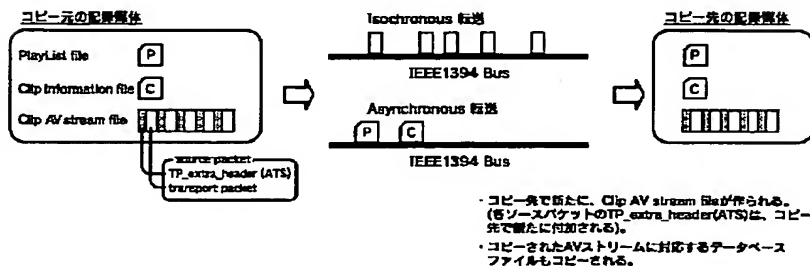 コピー元の記録媒体
PlayList file
P
Clip Information file
C
Clip AV stream file
source packet
TP_extra_header (ATS)
transport packet
Isochronous 転送
IEEE1394 Bus
Asynchronous 転送
P
C
IEEE1394 Bus
コピー先の記録媒体
P
C
・コピー先で新たに、Clip AV stream fileが作られる。
(各ソースパケットのTP_extra_header(ATS)は、コピー
先で新たに付加される)。
・コピーされたAVストリームに対応するデータベース
ファイルもコピーされる。